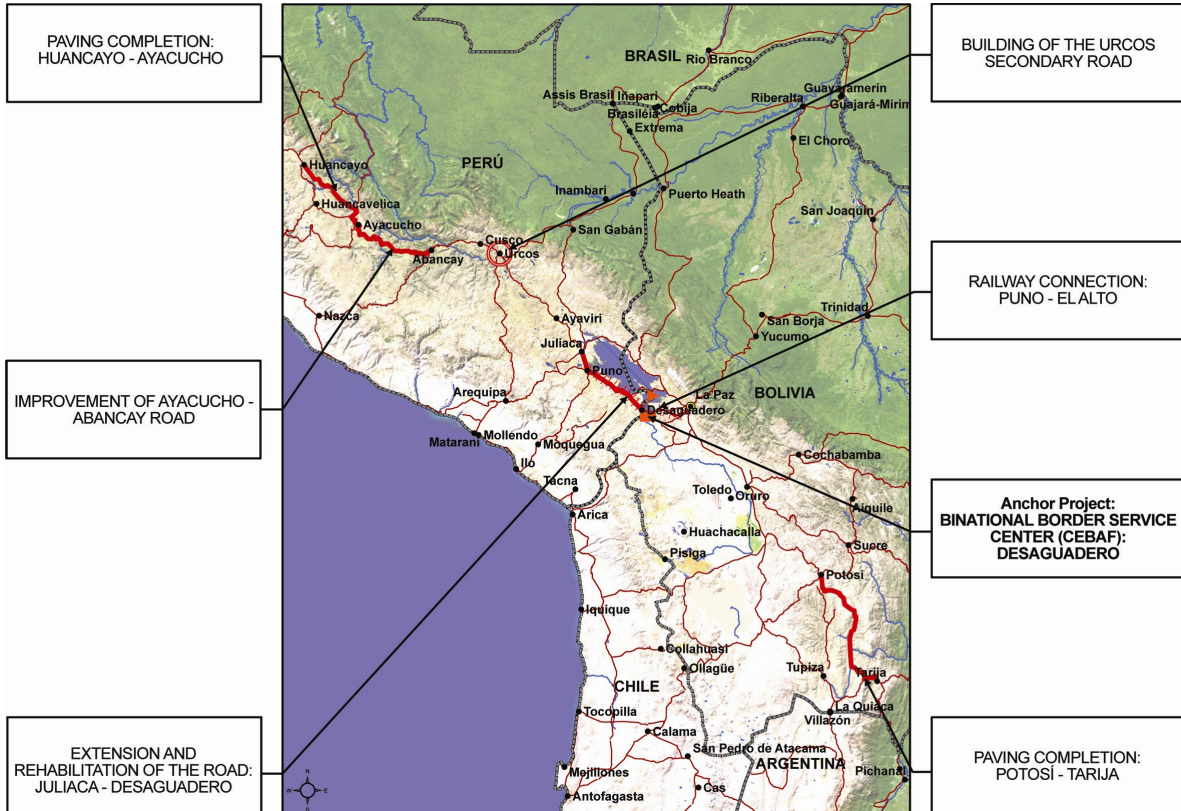 PAVING COMPLETION:
HUANCAYO - AYACUCHO
IMPROVEMENT OF AYACUCHO -
ABANCAY ROAD
EXTENSION AND
REHABILITATION OF THE ROAD:
JULIACA - DESAGUADERO
BRASIL
Rio Branco
Assis Brasil
Iñapari
Cobija
Brasiléia
Extrema
Riberalta
Guayaramerín
Guajará-Mirim
El Choro
PERÚ
Huancayo
Huancavelica
Ayacucho
Inambari
Puerto Heath
San Joaquín
Cusco
San Gabán
Urcos
Abancay
Nazca
Ayaviri
San Borja
Trinidad
Yucumo
Juliaca
Puno
BOLIVIA
Arequipa
La Paz
Desaguadero
Matarani
Mollendo
Moquegua
Ilo
Cochabamba
Tacna
Toledo
Oruro
Aiquile
Arica
Huachacalla
Sucre
Pisiga
Potosi
Iquique
Collahuasi
Ollagüe
Tupiza
Tarija
CHILE
La Quiaca
Villazón
Tocopilla
Calama
San Pedro de Atacama
ARGENTINA
Pichanal
Mejillones
Cas
Antofagasta
N
W
E
S
BUILDING OF THE URCOS
SECONDARY ROAD
RAILWAY CONNECTION:
PUNO - EL ALTO
Anchor Project:
BINATIONAL BORDER SERVICE
CENTER (CEBAF):
DESAGUADERO
PAVING COMPLETION:
POTOSÍ - TARIJA